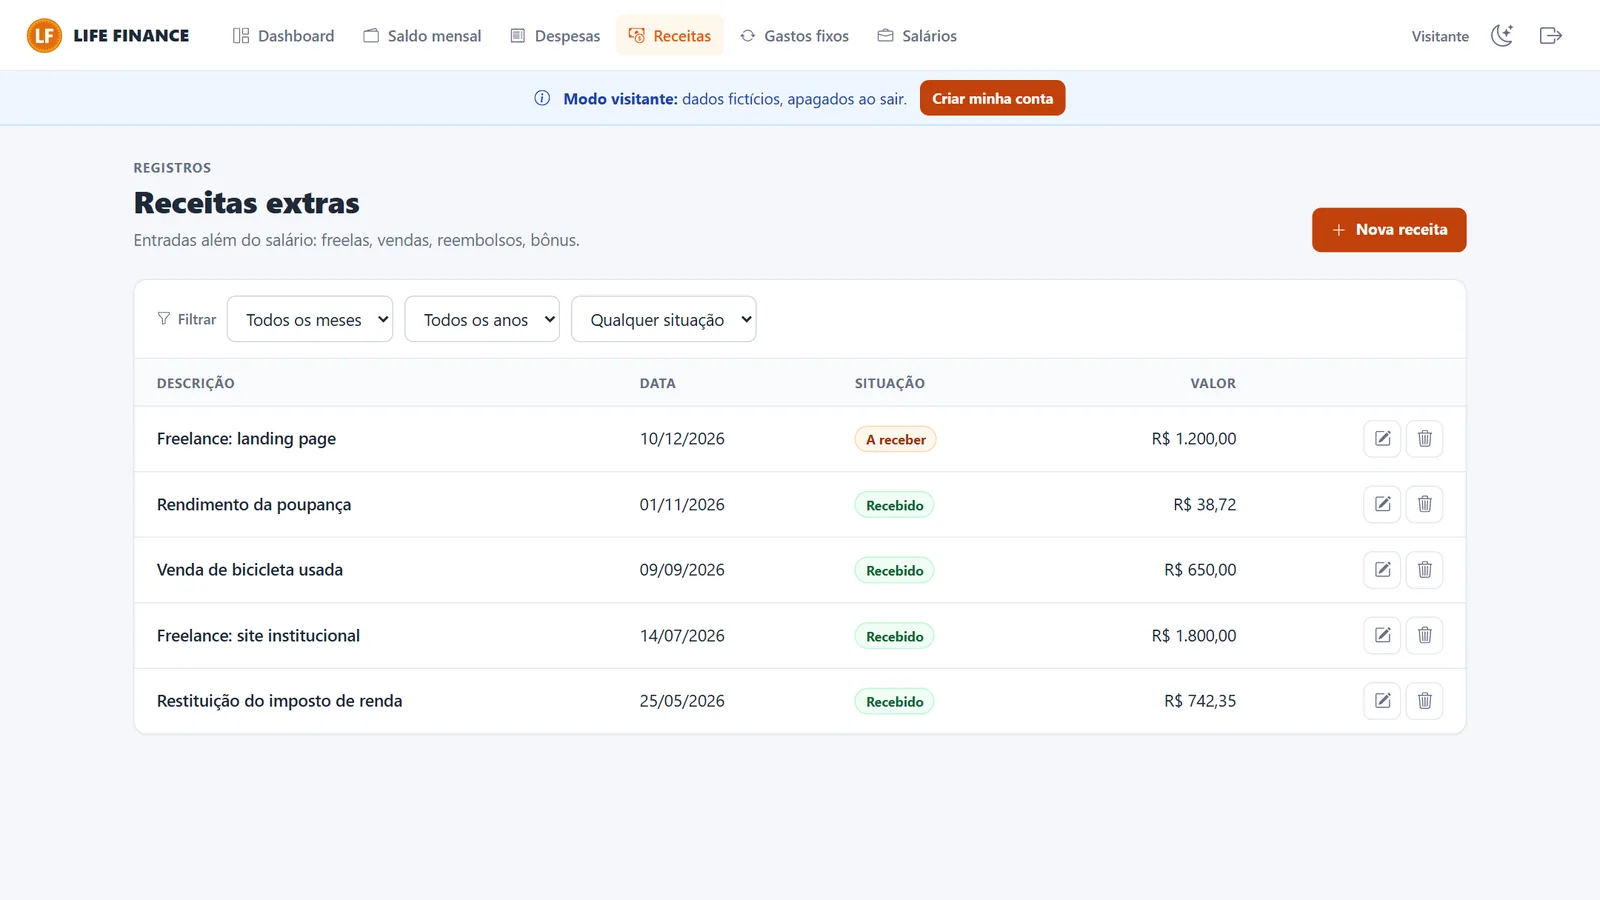 LF LIFE FINANCE Dashboard Saldo mensal Despesas Receitas Gastos fixos Salários Visitante
Modo visitante: dados fictícios, apagados ao sair. Criar minha conta
REGISTROS
Receitas extras
Entradas além do salário: freelas, vendas, reembolsos, bônus.
+ Nova receita
Filtrar Todos os meses Todos os anos Qualquer situação
DESCRIÇÃO DATA SITUAÇÃO VALOR
Freelance: landing page 10/12/2026 A receber R$ 1.200,00
Rendimento da poupança 01/11/2026 Recebido R$ 38,72
Venda de bicicleta usada 09/09/2026 Recebido R$ 650,00
Freelance: site institucional 14/07/2026 Recebido R$ 1.800,00
Restituição do imposto de renda 25/05/2026 Recebido R$ 742,35